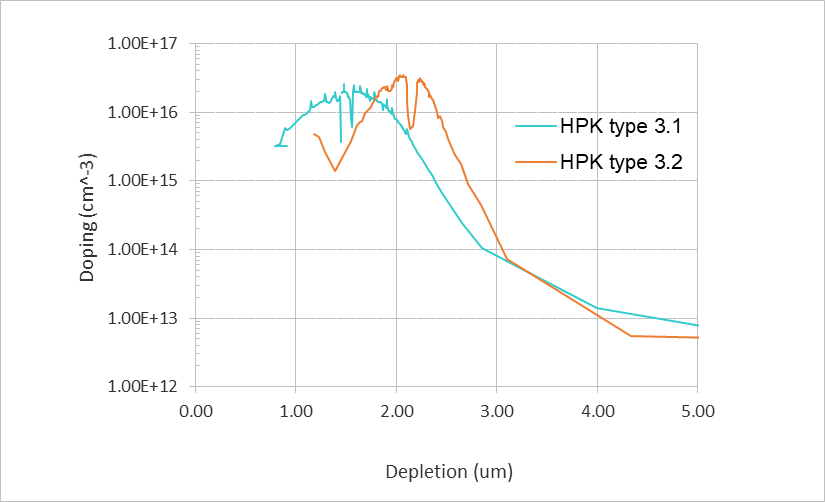 1.00E+17
1.00E+16
1.00E+15
1.00E+14
1.00E+13
1.00E+12
Doping (cm^-3)
HPK type 3.1
HPK type 3.2
0.00 1.00 2.00 3.00 4.00 5.00
Depletion (um)